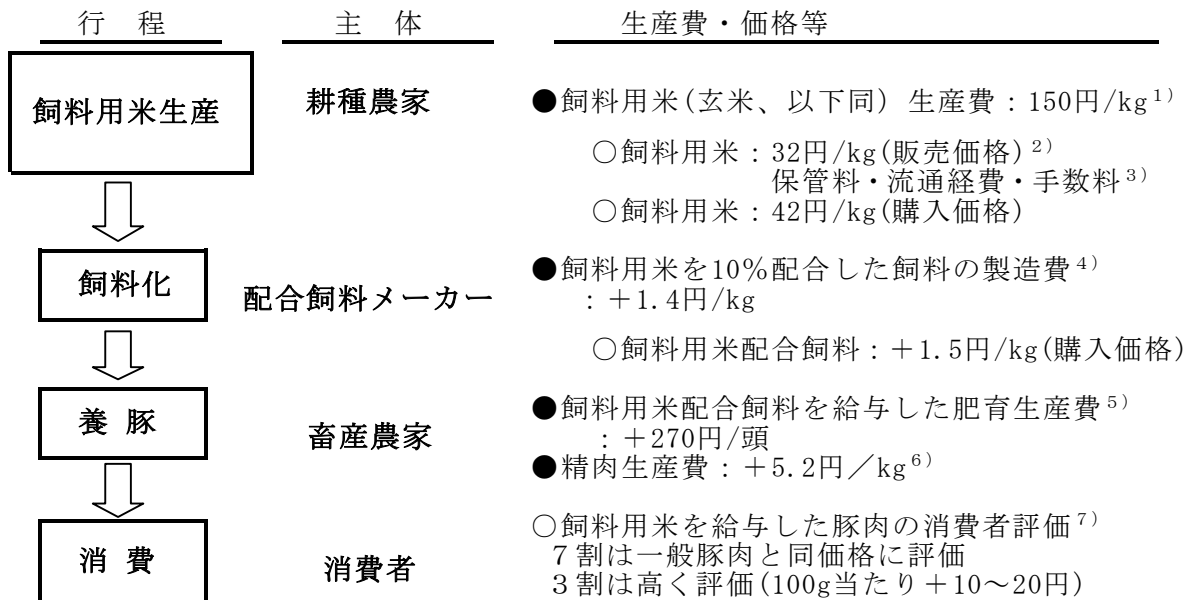 行 程 主 体 生産費・価格等
飼料用米生産 耕種農家 ●飼料用米(玄米、以下同) 生産費：150円/kg1)
○飼料用米：32円/kg(販売価格)2)
保管料・流通経費・手数料3)
○飼料用米：42円/kg(購入価格)
飼料化 配合飼料メーカー ●飼料用米を10％配合した飼料の製造費4)
：＋1.4円/kg
○飼料用米配合飼料：＋1.5円/kg(購入価格)
養 豚 畜産農家 ●飼料用米配合飼料を給与した肥育生産費5)
：＋270円/頭
●精肉生産費：＋5.2円／kg6)
消 費 消費者 ○飼料用米を給与した豚肉の消費者評価7)
７割は一般豚肉と同価格に評価
３割は高く評価(100g当たり＋10～20円)